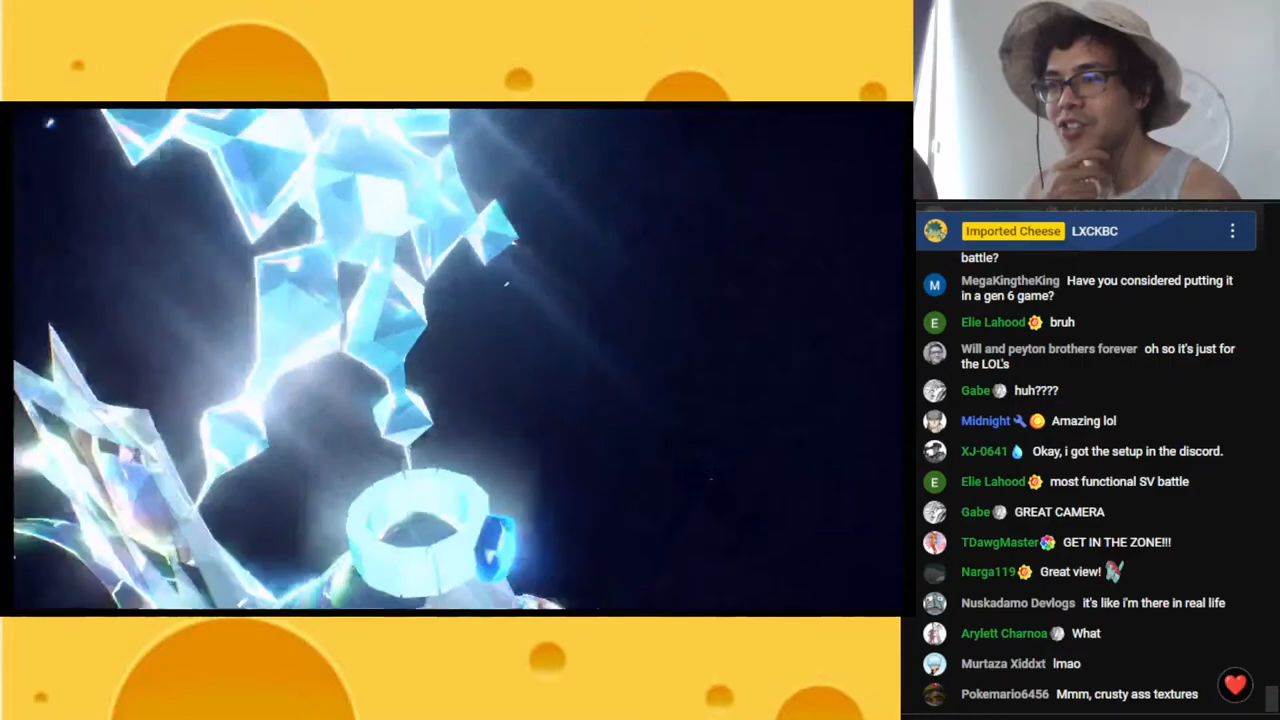 Imported Cheese LXCKBC
battle?
MegaKingtheKing Have you considered putting it
in a gen 6 game?
Elie Lahood bruh
Will and peyton brothers forever oh so it's just for
the LOL's
Gabe huh????
Midnight Amazing lol
XJ-0641 Okay, i got the setup in the discord.
Elie Lahood most functional SV battle
Gabe GREAT CAMERA
TDawgMaster GET IN THE ZONE!!!
Narga119 Great view!
Nuskadamo Devlogs it's like i'm there in real life
Arylett Charnoa What
Murtaza Xiddxt lmao
Pokemario6456 Mmm, crusty ass textures